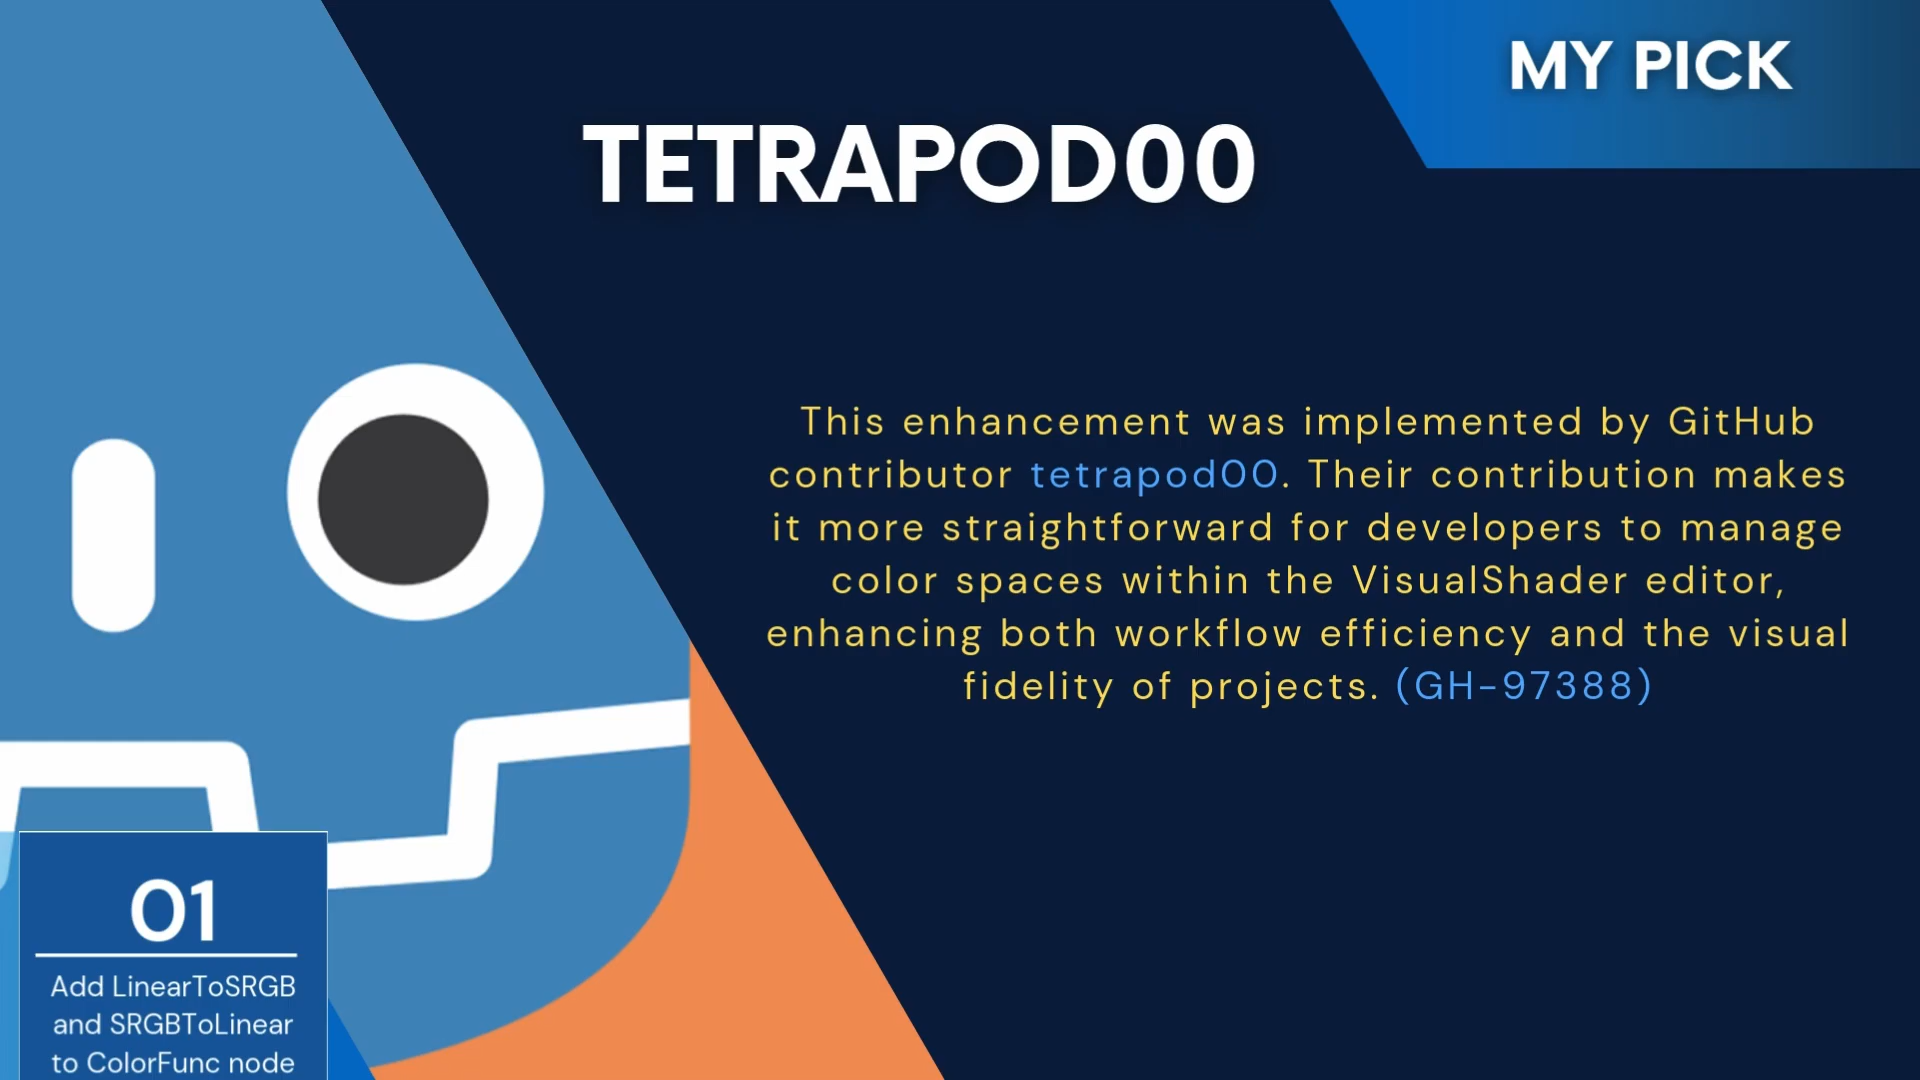 MY PICK
TETRAPOD00
This enhancement was implemented by GitHub
contributor tetrapod00. Their contribution makes
it more straightforward for developers to manage
color spaces within the VisualShader editor,
enhancing both workflow efficiency and the visual
fidelity of projects. (GH-97388)
01
Add LinearToSRGB
and SRGBToLinear
to ColorFunc node